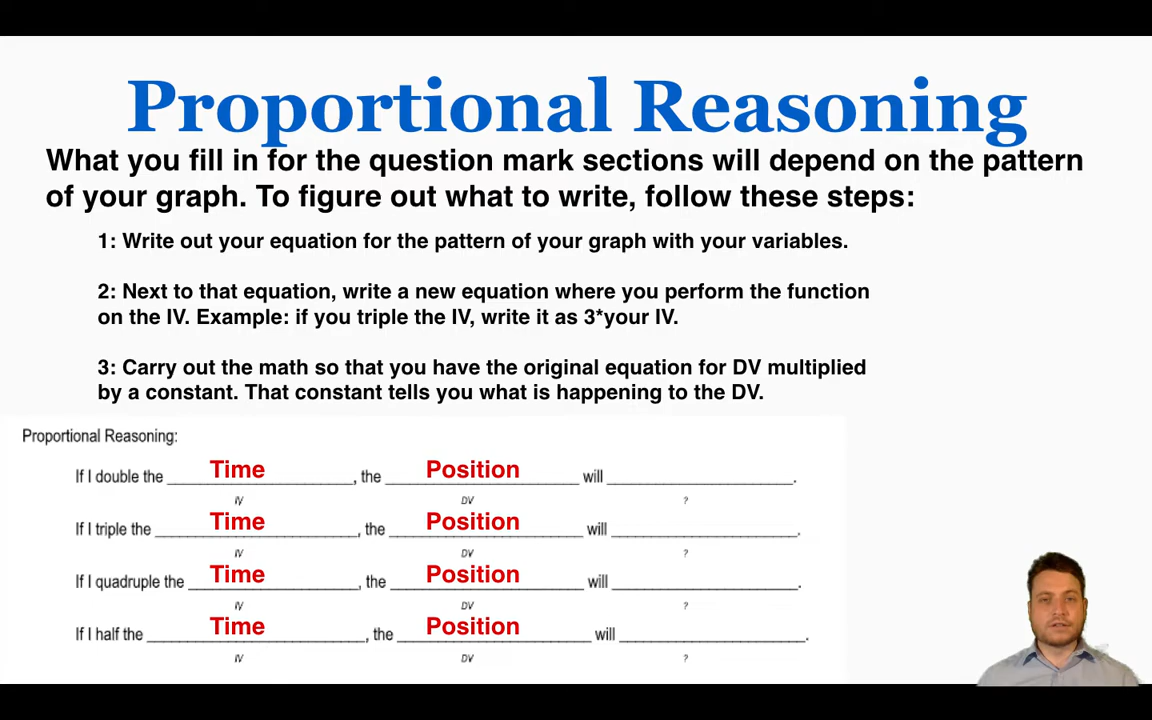 Proportional Reasoning
What you fill in for the question mark sections will depend on the pattern
of your graph. To figure out what to write, follow these steps:
1: Write out your equation for the pattern of your graph with your variables.
2: Next to that equation, write a new equation where you perform the function
on the IV. Example: if you triple the IV, write it as 3*your IV.
3: Carry out the math so that you have the original equation for DV multiplied
by a constant. That constant tells you what is happening to the DV.
Proportional Reasoning:
If I double the Time, the Position will ____________________.
IV DV ?
If I triple the Time, the Position will ____________________.
IV DV ?
If I quadruple the Time, the Position will ____________________.
IV DV ?
If I half the Time, the Position will ____________________.
IV DV ?